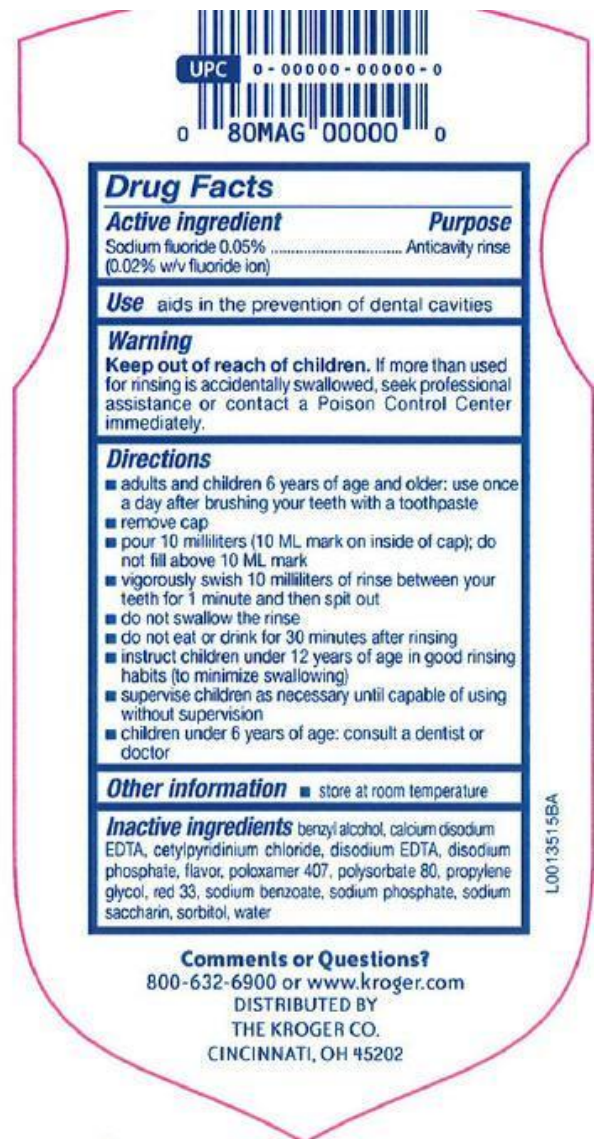 UPC 0-00000-00000-0
0 80MAG 00000 0
Drug Facts
Active ingredient Purpose
Sodium fluoride 0.05% .............................. Anticavity rinse
(0.02% w/v fluoride ion)
Use aids in the prevention of dental cavities
Warning
Keep out of reach of children. If more than used
for rinsing is accidentally swallowed, seek professional
assistance or contact a Poison Control Center
immediately.
Directions
■ adults and children 6 years of age and older: use once
a day after brushing your teeth with a toothpaste
■ remove cap
■ pour 10 milliliters (10 ML mark on inside of cap); do
not fill above 10 ML mark
■ vigorously swish 10 milliliters of rinse between your
teeth for 1 minute and then spit out
■ do not swallow the rinse
■ do not eat or drink for 30 minutes after rinsing
■ instruct children under 12 years of age in good rinsing
habits (to minimize swallowing)
■ supervise children as necessary until capable of using
without supervision
■ children under 6 years of age: consult a dentist or
doctor
Other information ■ store at room temperature
Inactive ingredients benzyl alcohol, calcium disodium
EDTA, cetylpyridinium chloride, disodium EDTA, disodium
phosphate, flavor, poloxamer 407, polysorbate 80, propylene
glycol, red 33, sodium benzoate, sodium phosphate, sodium
saccharin, sorbitol, water
L0013515BA
Comments or Questions?
800-632-6900 or www.kroger.com
DISTRIBUTED BY
THE KROGER CO.
CINCINNATI, OH 45202